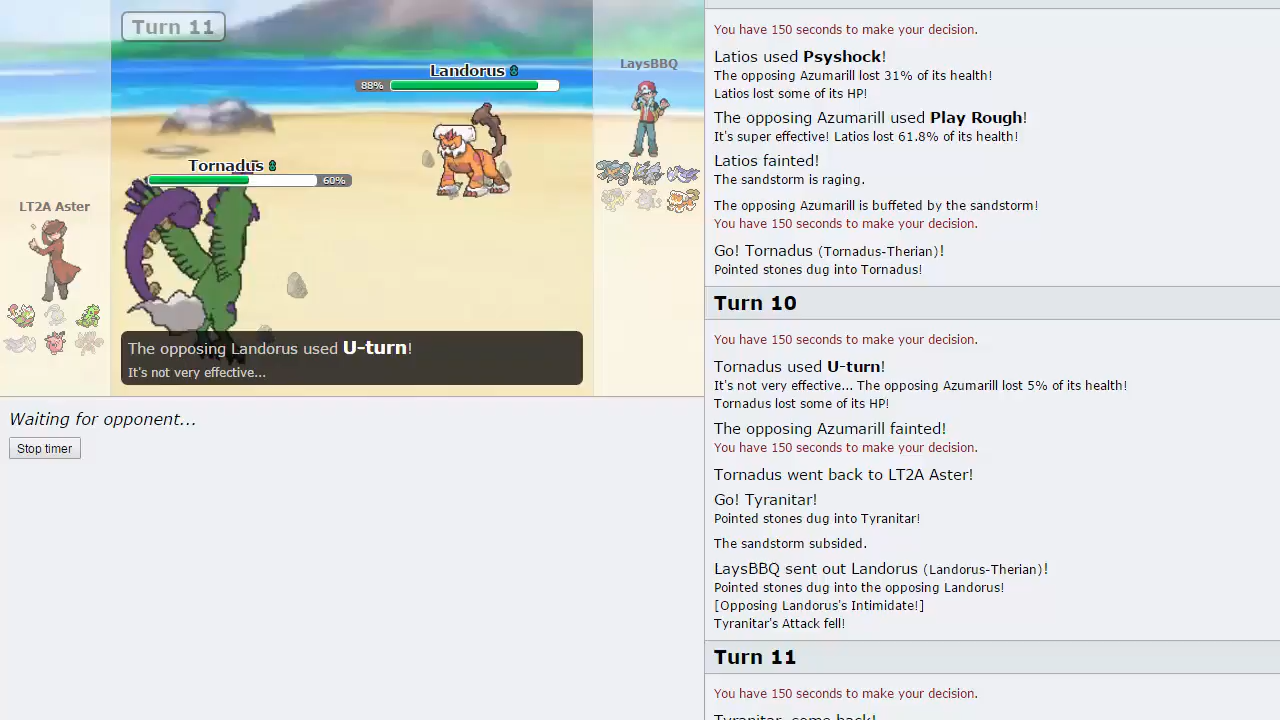 Turn 11
Landorus
88%
Tornadus
60%
LT2A Aster
LaysBBQ
The opposing Landorus used U-turn!
It's not very effective...
Waiting for opponent...
Stop timer
You have 150 seconds to make your decision.
Latios used Psyshock!
The opposing Azumarill lost 31% of its health!
Latios lost some of its HP!
The opposing Azumarill used Play Rough!
It's super effective! Latios lost 61.8% of its health!
Latios fainted!
The sandstorm is raging.
The opposing Azumarill is buffeted by the sandstorm!
You have 150 seconds to make your decision.
Go! Tornadus (Tornadus-Therian)!
Pointed stones dug into Tornadus!
Turn 10
You have 150 seconds to make your decision.
Tornadus used U-turn!
It's not very effective... The opposing Azumarill lost 5% of its health!
Tornadus lost some of its HP!
The opposing Azumarill fainted!
You have 150 seconds to make your decision.
Tornadus went back to LT2A Aster!
Go! Tyranitar!
Pointed stones dug into Tyranitar!
The sandstorm subsided.
LaysBBQ sent out Landorus (Landorus-Therian)!
Pointed stones dug into the opposing Landorus!
[Opposing Landorus's Intimidate!]
Tyranitar's Attack fell!
Turn 11
You have 150 seconds to make your decision.
Tyranitar, come back!